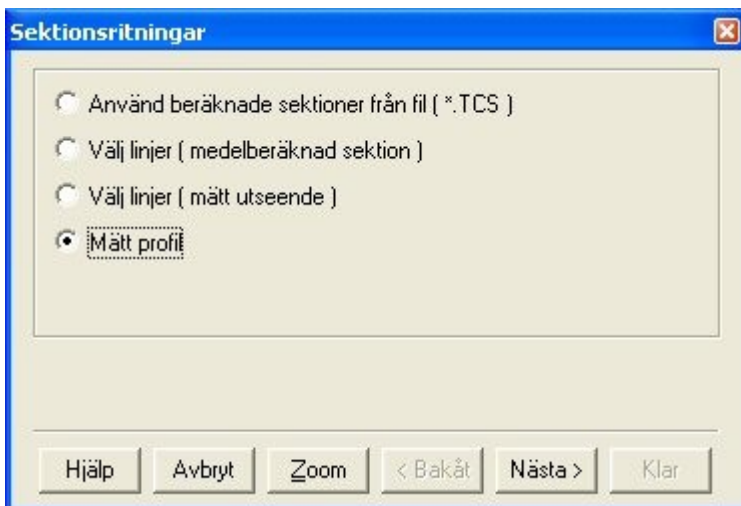 Sektionsritningar
Använd beräknade sektioner från fil ( *.TCS )
Välj linjer ( medelberäknad sektion )
Välj linjer ( mätt utseende )
Mätt profil
Hjälp Avbryt Zoom < Bakåt Nästa > Klar